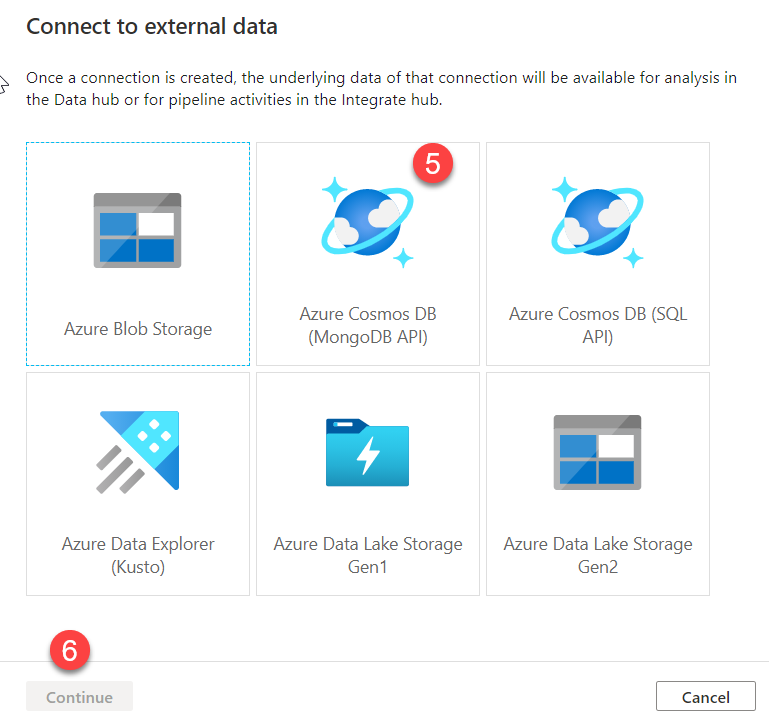 Connect to external data
Once a connection is created, the underlying data of that connection will be available for analysis in
the Data hub or for pipeline activities in the Integrate hub.
5
Azure Blob Storage
Azure Cosmos DB
(MongoDB API)
Azure Cosmos DB (SQL
API)
Azure Data Explorer
(Kusto)
Azure Data Lake Storage
Gen1
Azure Data Lake Storage
Gen2
6
Continue
Cancel